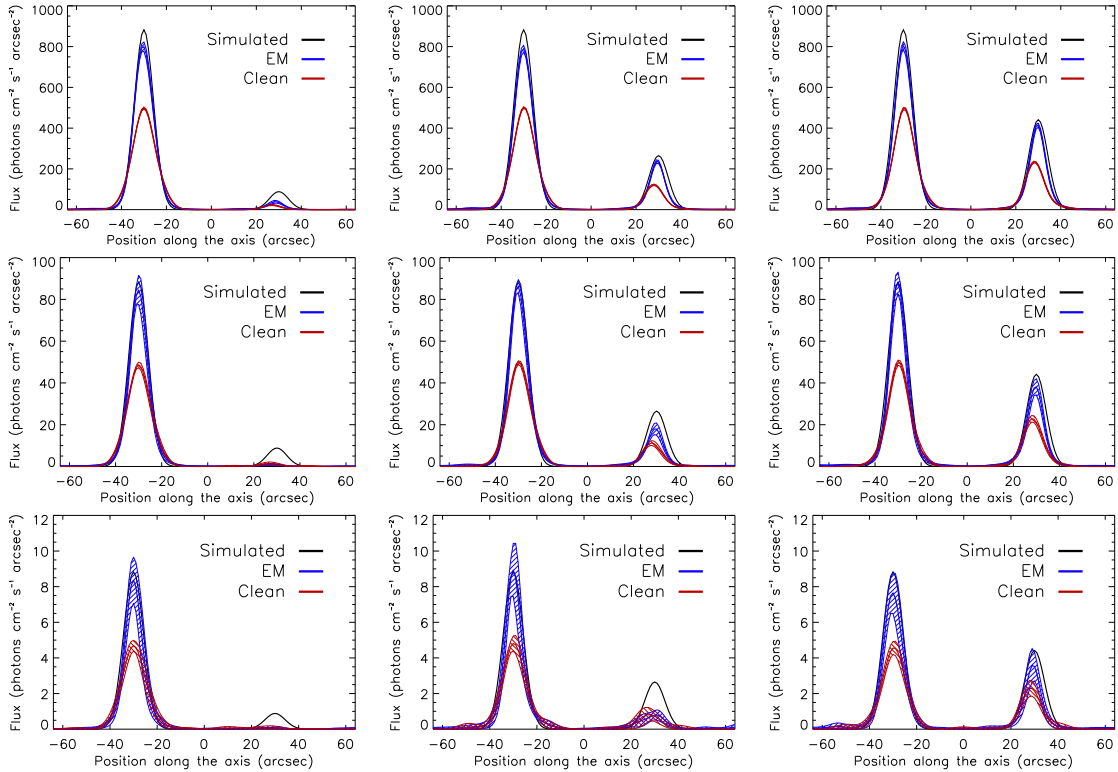 1000
800
600
400
200
0
Flux (photons cm⁻² s⁻¹ arcsec⁻²)
Simulated
EM
Clean
−60 −40 −20 0 20 40 60
Position along the axis (arcsec)
1000
800
600
400
200
0
Flux (photons cm⁻² s⁻¹ arcsec⁻²)
Simulated
EM
Clean
−60 −40 −20 0 20 40 60
Position along the axis (arcsec)
1000
800
600
400
200
0
Flux (photons cm⁻² s⁻¹ arcsec⁻²)
Simulated
EM
Clean
−60 −40 −20 0 20 40 60
Position along the axis (arcsec)
100
80
60
40
20
0
Flux (photons cm⁻² s⁻¹ arcsec⁻²)
Simulated
EM
Clean
−60 −40 −20 0 20 40 60
Position along the axis (arcsec)
100
80
60
40
20
0
Flux (photons cm⁻² s⁻¹ arcsec⁻²)
Simulated
EM
Clean
−60 −40 −20 0 20 40 60
Position along the axis (arcsec)
100
80
60
40
20
0
Flux (photons cm⁻² s⁻¹ arcsec⁻²)
Simulated
EM
Clean
−60 −40 −20 0 20 40 60
Position along the axis (arcsec)
12
10
8
6
4
2
0
Flux (photons cm⁻² s⁻¹ arcsec⁻²)
Simulated
EM
Clean
−60 −40 −20 0 20 40 60
Position along the axis (arcsec)
12
10
8
6
4
2
0
Flux (photons cm⁻² s⁻¹ arcsec⁻²)
Simulated
EM
Clean
−60 −40 −20 0 20 40 60
Position along the axis (arcsec)
12
10
8
6
4
2
0
Flux (photons cm⁻² s⁻¹ arcsec⁻²)
Simulated
EM
Clean
−60 −40 −20 0 20 40 60
Position along the axis (arcsec)